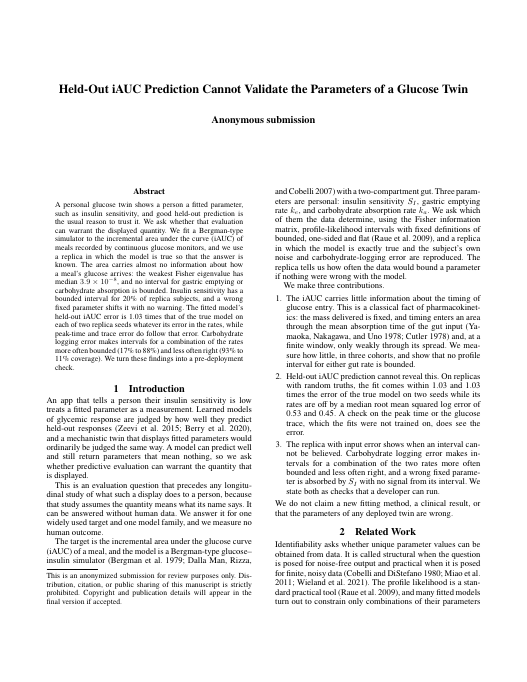 Held-Out iAUC Prediction Cannot Validate the Parameters of a Glucose Twin
Anonymous submission
Abstract
A personal glucose twin shows a person a fitted parameter,
such as insulin sensitivity, and good held-out prediction is
the usual reason to trust it. We ask whether that evaluation
can warrant the displayed quantity. We fit a Bergman-type
simulator to the incremental area under the curve (iAUC) of
meals recorded by continuous glucose monitors, and we use
a replica in which the model is true so that the answer is
known. The area carries almost no information about how
a meal's glucose arrives: the weakest Fisher eigenvalue has
median 3.9 × 10⁻⁶, and no interval for gastric emptying or
carbohydrate absorption is bounded. Insulin sensitivity has a
bounded interval for 20% of replica subjects, and a wrong
fixed parameter shifts it with no warning. The fitted model's
held-out iAUC error is 1.03 times that of the true model on
each of two replica seeds whatever its error in the rates, while
peak-time and trace error do follow that error. Carbohydrate
logging error makes intervals for a combination of the rates
more often bounded (17% to 88%) and less often right (93% to
11% coverage). We turn these findings into a pre-deployment
check.
1 Introduction
An app that tells a person their insulin sensitivity is low
treats a fitted parameter as a measurement. Learned models
of glycemic response are judged by how well they predict
held-out responses (Zeevi et al. 2015; Berry et al. 2020),
and a mechanistic twin that displays fitted parameters would
ordinarily be judged the same way. A model can predict well
and still return parameters that mean nothing, so we ask
whether predictive evaluation can warrant the quantity that
is displayed.
This is an evaluation question that precedes any longitu-
dinal study of what such a display does to a person, because
that study assumes the quantity means what its name says. It
can be answered without human data. We answer it for one
widely used target and one model family, and we measure no
human outcome.
The target is the incremental area under the glucose curve
(iAUC) of a meal, and the model is a Bergman-type glucose–
insulin simulator (Bergman et al. 1979; Dalla Man, Rizza,
This is an anonymized submission for review purposes only. Dis-
tribution, citation, or public sharing of this manuscript is strictly
prohibited. Copyright and publication details will appear in the
final version if accepted.
and Cobelli 2007) with a two-compartment gut. Three param-
eters are personal: insulin sensitivity S_I, gastric emptying
rate k_e, and carbohydrate absorption rate k_a. We ask which
of them the data determine, using the Fisher information
matrix, profile-likelihood intervals with fixed definitions of
bounded, one-sided and flat (Raue et al. 2009), and a replica
in which the model is exactly true and the subject's own
noise and carbohydrate-logging error are reproduced. The
replica tells us how often the data would bound a parameter
if nothing were wrong with the model.
We make three contributions.
1. The iAUC carries little information about the timing of
glucose entry. This is a classical fact of pharmacokinet-
ics: the mass delivered is fixed, and timing enters an area
through the mean absorption time of the gut input (Ya-
maoka, Nakagawa, and Uno 1978; Cutler 1978) and, at a
finite window, only weakly through its spread. We mea-
sure how little, in three cohorts, and show that no profile
interval for either gut rate is bounded.
2. Held-out iAUC prediction cannot reveal this. On replicas
with random truths, the fit comes within 1.03 and 1.03
times the error of the true model on two seeds while its
rates are off by a median root mean squared log error of
0.53 and 0.45. A check on the peak time or the glucose
trace, which the fits were not trained on, does see the
error.
3. The replica with input error shows when an interval can-
not be believed. Carbohydrate logging error makes in-
tervals for a combination of the two rates more often
bounded and less often right, and a wrong fixed parame-
ter is absorbed by S_I with no signal from its interval. We
state both as checks that a developer can run.
We do not claim a new fitting method, a clinical result, or
that the parameters of any deployed twin are wrong.
2 Related Work
Identifiability asks whether unique parameter values can be
obtained from data. It is called structural when the question
is posed for noise-free output and practical when it is posed
for finite, noisy data (Cobelli and DiStefano 1980; Miao et al.
2011; Wieland et al. 2021). The profile likelihood is a stan-
dard practical tool (Raue et al. 2009), and many fitted models
turn out to constrain only combinations of their parameters